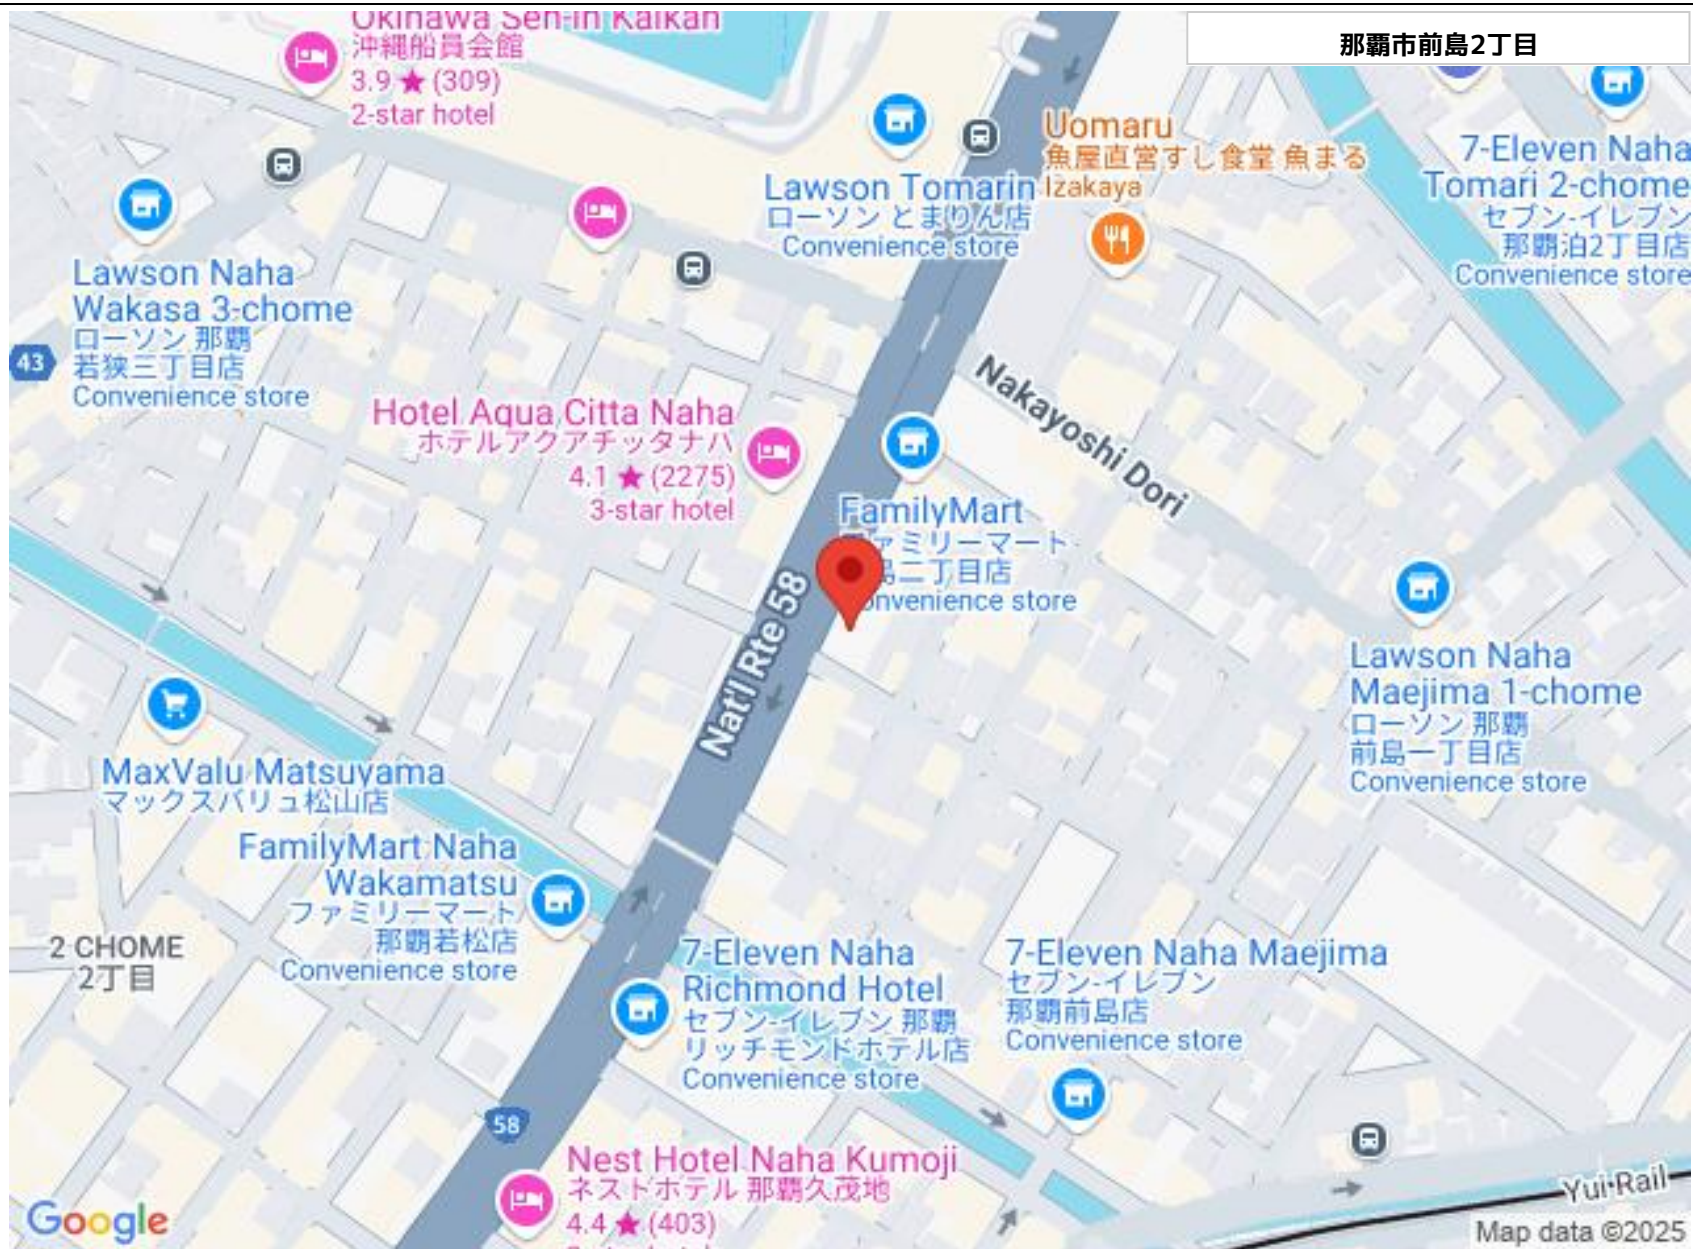 那覇市前島2丁目
Okinawa Sen-in Kaikan
沖縄船員会館
3.9 ★ (309)
2-star hotel
Uomaru
魚屋直営すし食堂 魚まる
Izakaya
7-Eleven Naha
Tomari 2-chome
セブン-イレブン
那覇泊2丁目店
Convenience store
Lawson Tomarin
ローソン とまりん店
Convenience store
Lawson Naha
Wakasa 3-chome
ローソン 那覇
若狭三丁目店
Convenience store
43
Nakayoshi Dori
Hotel Aqua Citta Naha
ホテルアクアチッタナハ
4.1 ★ (2275)
3-star hotel
FamilyMart
ァミリーマート
島二丁目店
onvenience store
Nat'l Rte 58
Lawson Naha
Maejima 1-chome
ローソン 那覇
前島一丁目店
Convenience store
MaxValu Matsuyama
マックスバリュ松山店
FamilyMart Naha
Wakamatsu
ファミリーマート
那覇若松店
Convenience store
2 CHOME
2丁目
7-Eleven Naha
Richmond Hotel
セブン-イレブン 那覇
リッチモンドホテル店
Convenience store
7-Eleven Naha Maejima
セブン-イレブン
那覇前島店
Convenience store
58
Nest Hotel Naha Kumoji
ネストホテル 那覇久茂地
4.4 ★ (403)
Yui Rail
Google
Map data ©2025